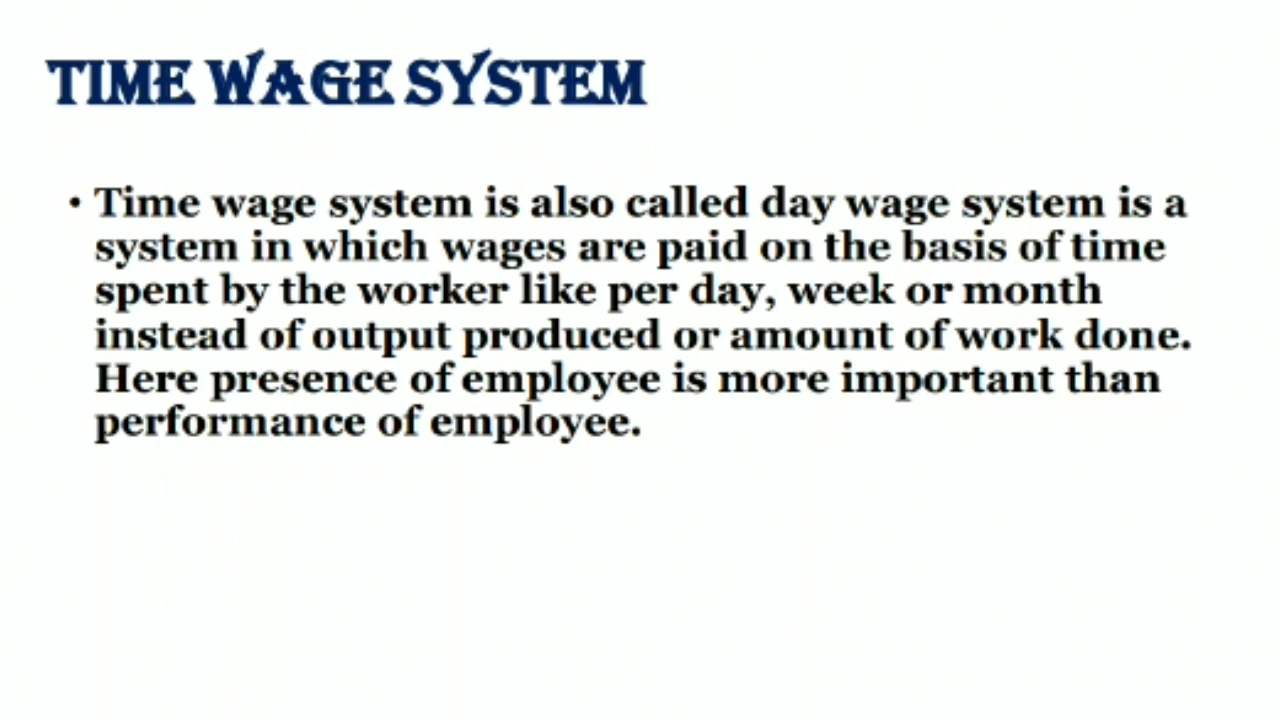 TIME WAGE SYSTEM
• Time wage system is also called day wage system is a
system in which wages are paid on the basis of time
spent by the worker like per day, week or month
instead of output produced or amount of work done.
Here presence of employee is more important than
performance of employee.